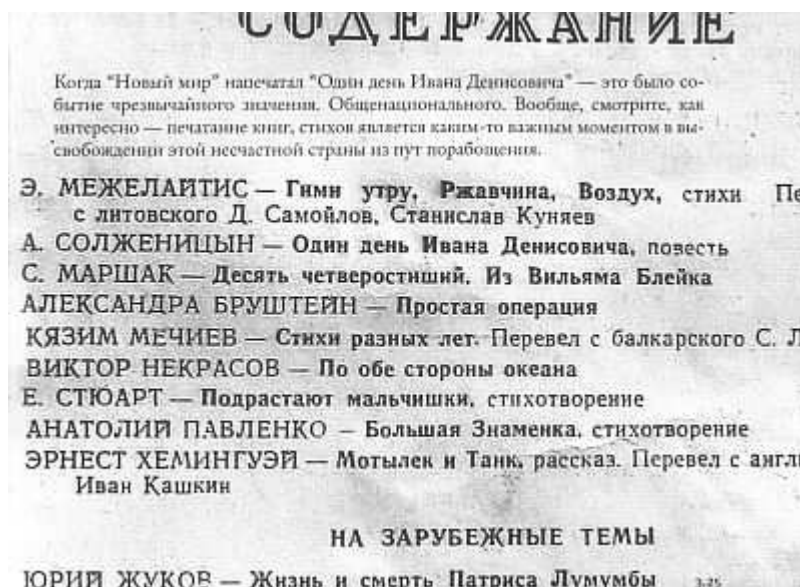 СОДЕРЖАНИЕ
Когда "Новый мир" напечатал "Один день Ивана Денисовича" — это было со-
бытие чрезвычайного значения. Общенационального. Вообще, смотрите, как
интересно — печатание книг, стихов является каким-то важным моментом в вы-
свобождении этой несчастной страны из пут порабощения.
Э. МЕЖЕЛАЙТИС — Гимн утру, Ржавчина, Воздух, стихи Пе
с литовского Д. Самойлов, Станислав Куняев
А. СОЛЖЕНИЦЫН — Один день Ивана Денисовича, повесть
С. МАРШАК — Десять четверостиший. Из Вильяма Блейка
АЛЕКСАНДРА БРУШТЕЙН — Простая операция
КЯЗИМ МЕЧИЕВ — Стихи разных лет. Перевел с балкарского С. Л
ВИКТОР НЕКРАСОВ — По обе стороны океана
Е. СТЮАРТ — Подрастают мальчишки, стихотворение
АНАТОЛИЙ ПАВЛЕНКО — Большая Знаменка, стихотворение
ЭРНЕСТ ХЕМИНГУЭЙ — Мотылек и Танк, рассказ. Перевел с англи
Иван Кашкин
НА ЗАРУБЕЖНЫЕ ТЕМЫ
ЮРИЙ ЖУКОВ — Жизнь и смерть Патриса Лумумбы